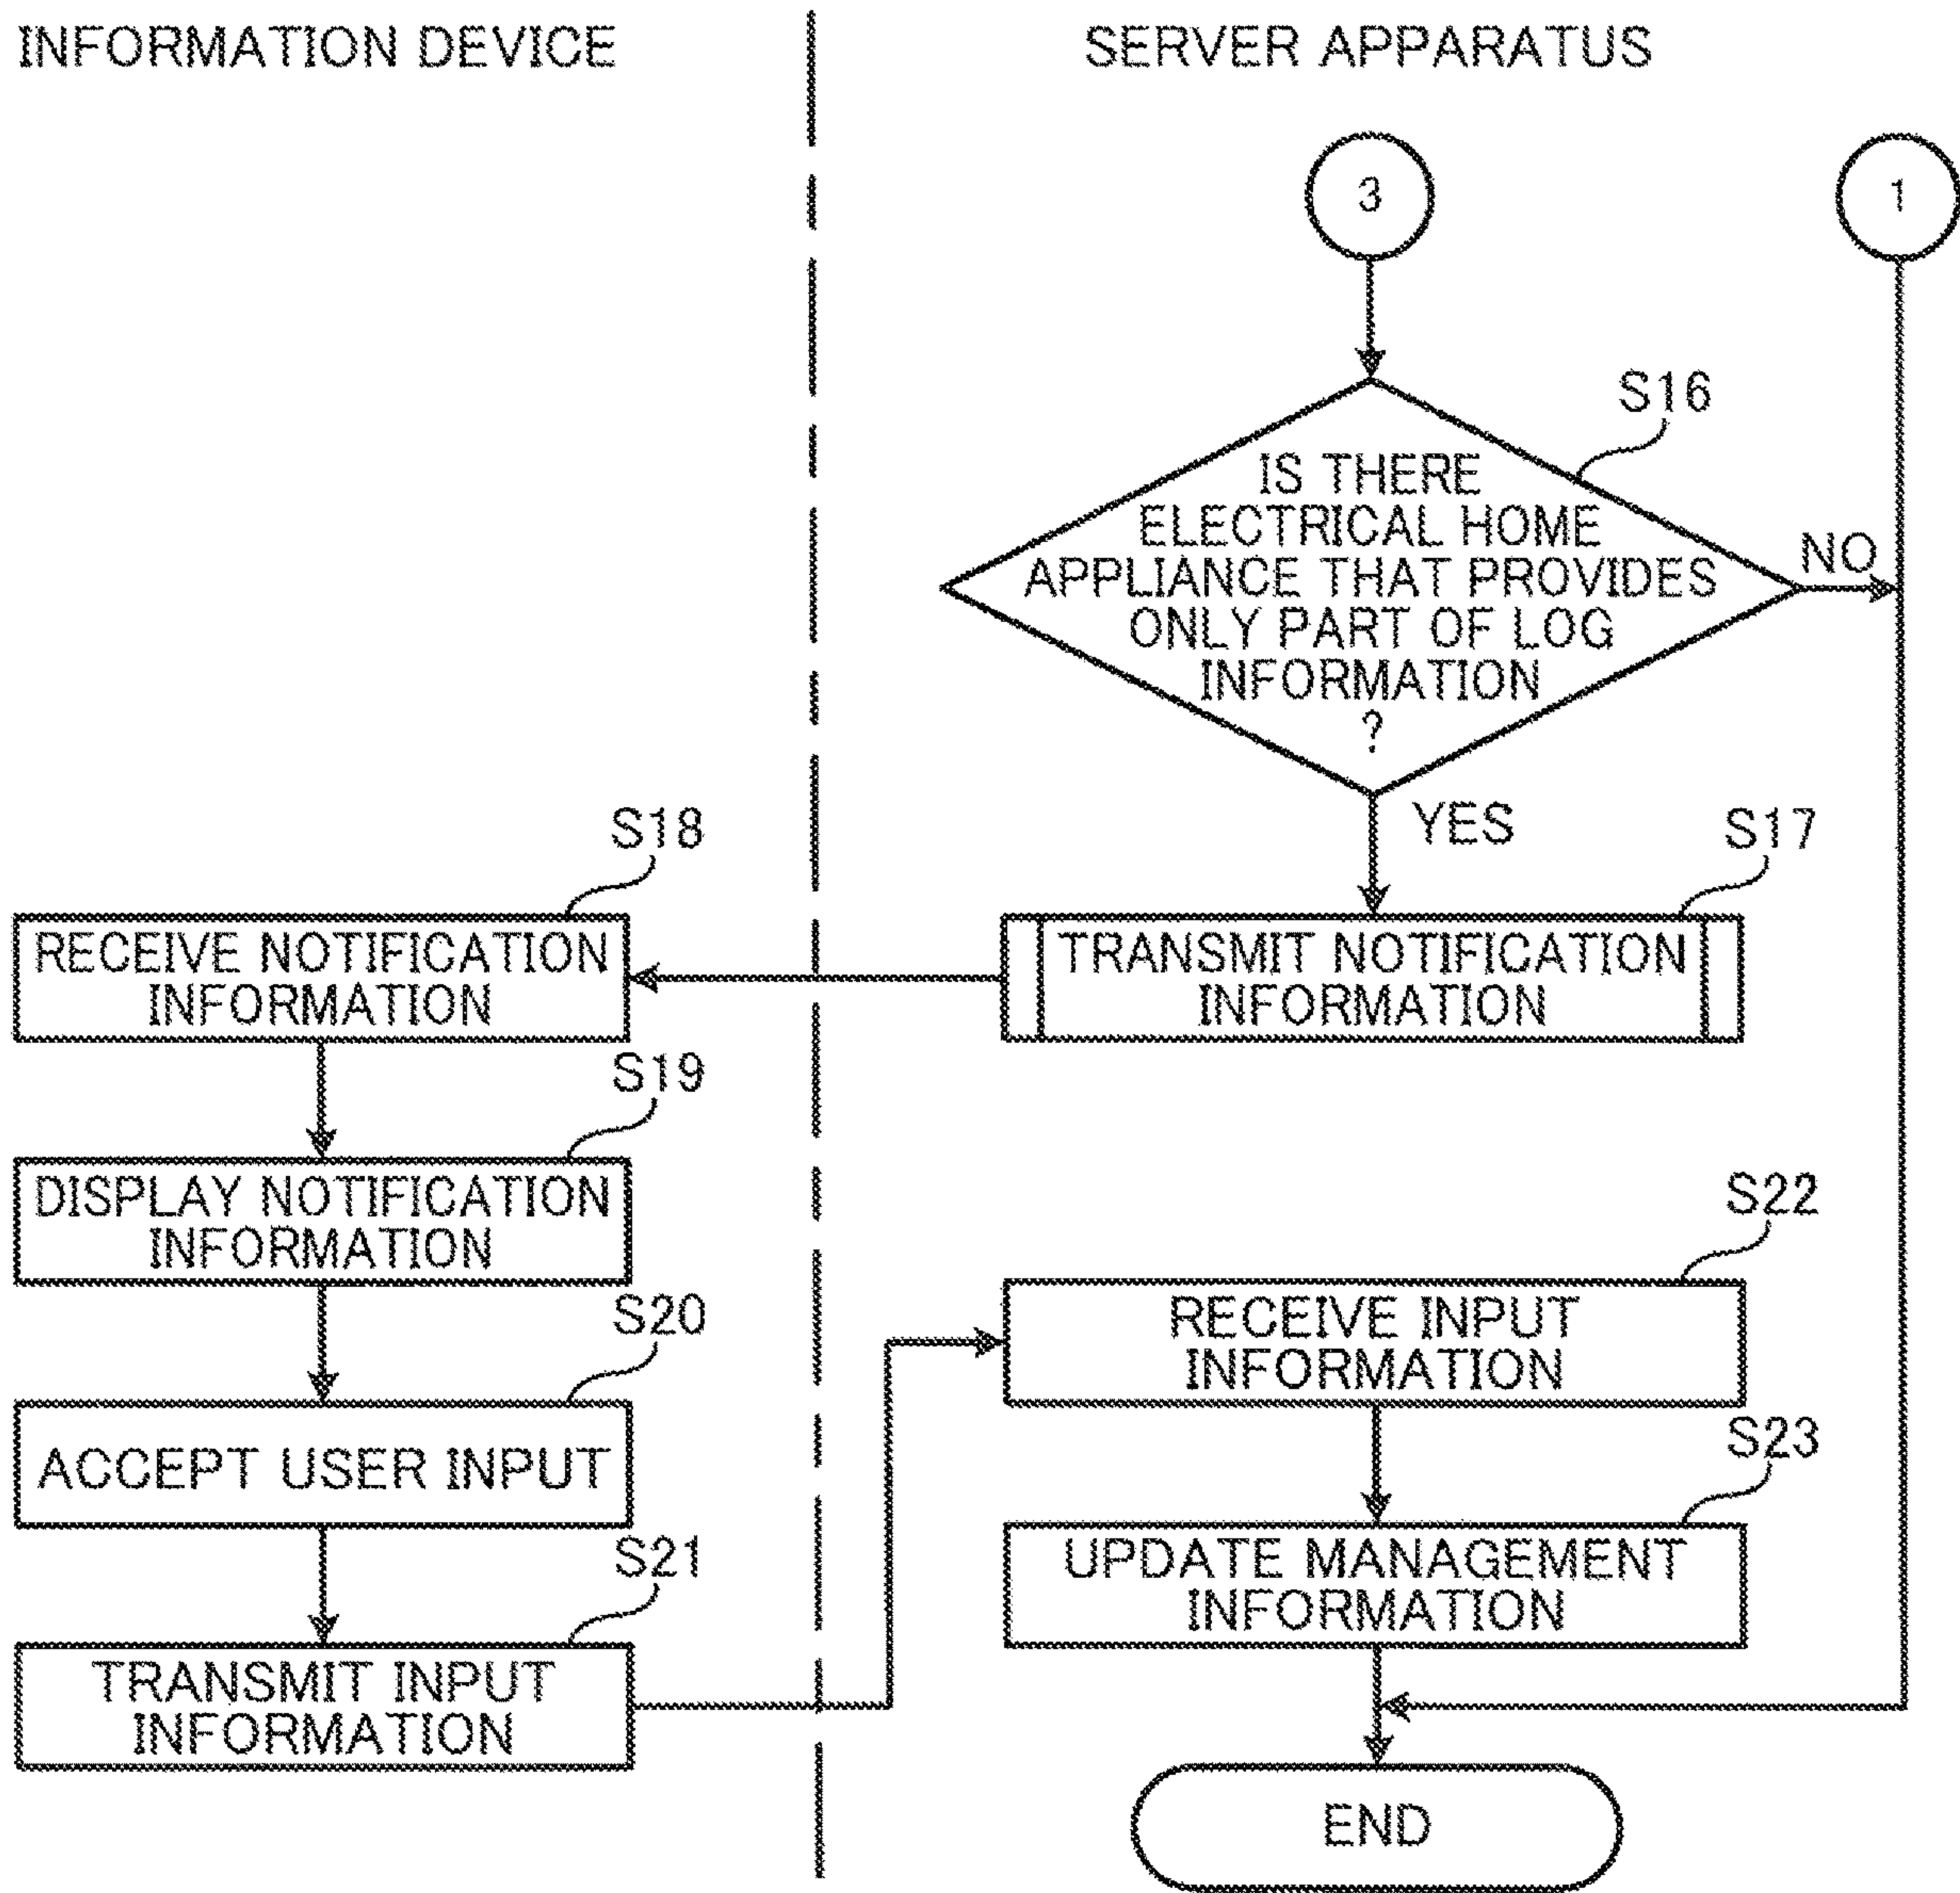 INFORMATION DEVICE
SERVER APPARATUS
3
1
S16
IS THERE
ELECTRICAL HOME
APPLIANCE THAT PROVIDES
ONLY PART OF LOG
INFORMATION
?
NO
YES
S17
TRANSMIT NOTIFICATION
INFORMATION
S18
RECEIVE NOTIFICATION
INFORMATION
S19
DISPLAY NOTIFICATION
INFORMATION
S20
ACCEPT USER INPUT
S21
TRANSMIT INPUT
INFORMATION
S22
RECEIVE INPUT
INFORMATION
S23
UPDATE MANAGEMENT
INFORMATION
END